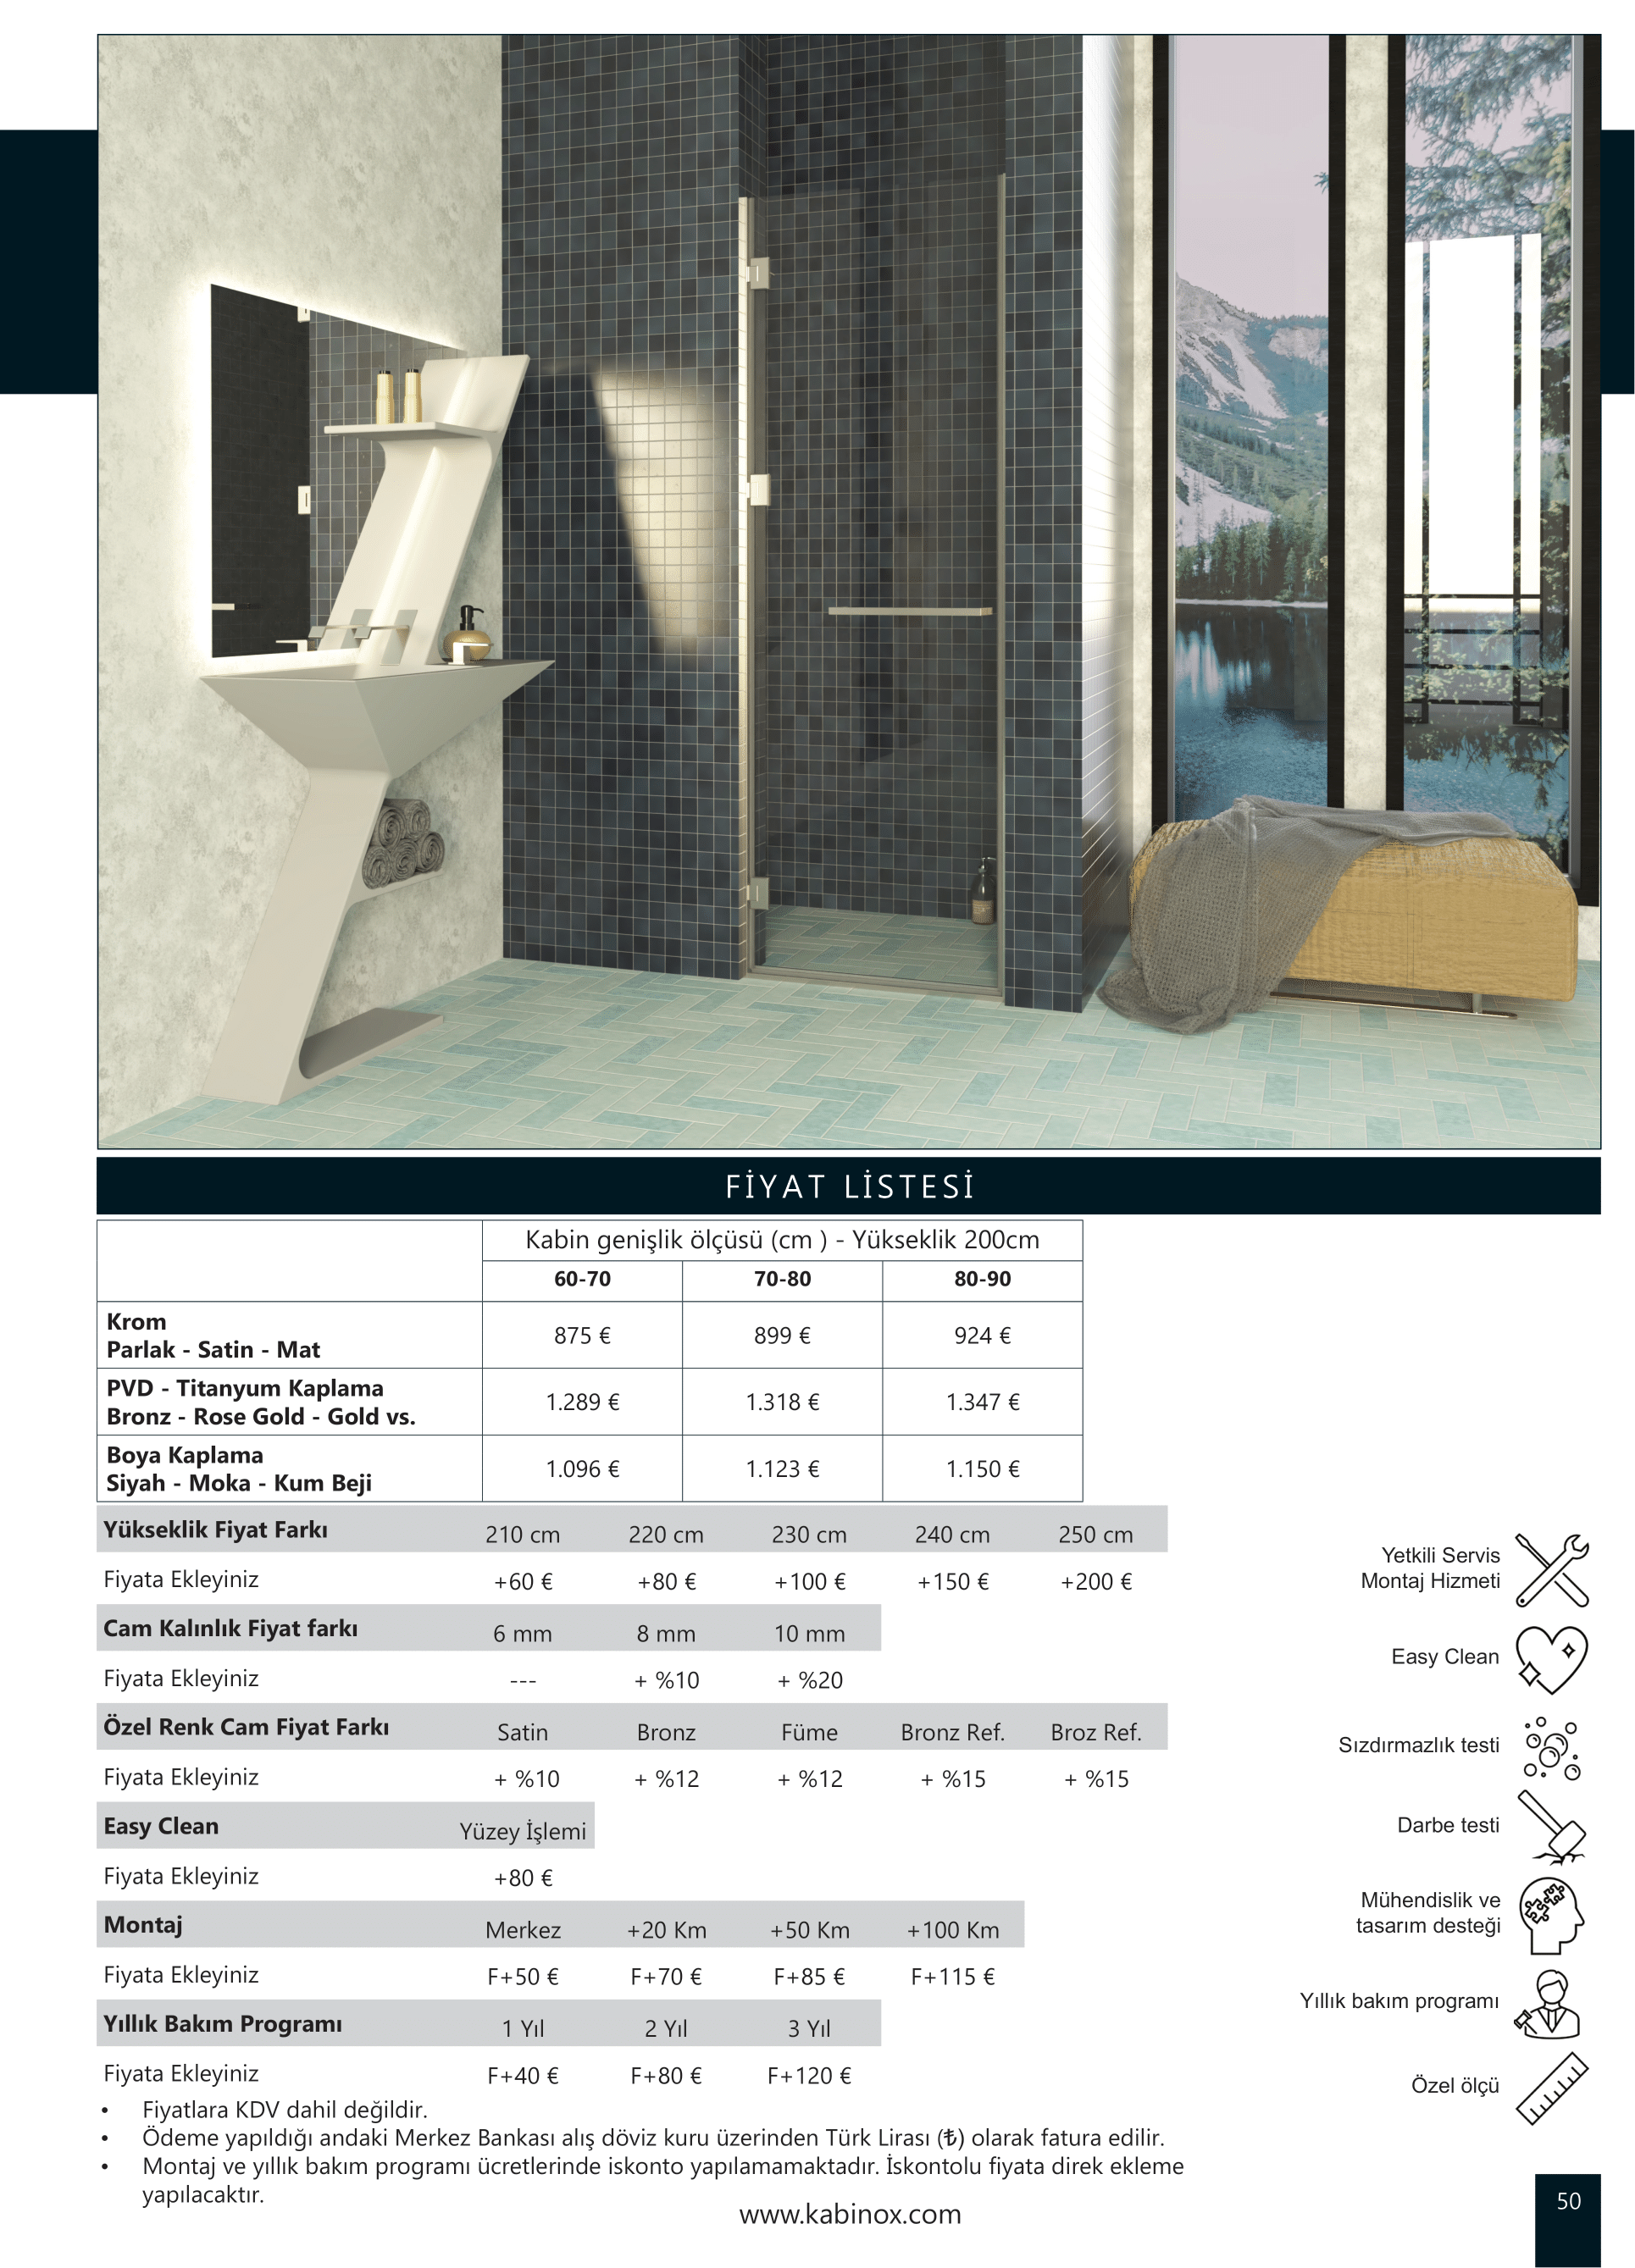 FİYAT LİSTESİ
Kabin genişlik ölçüsü (cm ) - Yükseklik 200cm
60-70 70-80 80-90
Krom
Parlak - Satin - Mat
875 € 899 € 924 €
PVD - Titanyum Kaplama
Bronz - Rose Gold - Gold vs.
1.289 € 1.318 € 1.347 €
Boya Kaplama
Siyah - Moka - Kum Beji
1.096 € 1.123 € 1.150 €
Yükseklik Fiyat Farkı 210 cm 220 cm 230 cm 240 cm 250 cm
Fiyata Ekleyiniz +60 € +80 € +100 € +150 € +200 €
Cam Kalınlık Fiyat farkı 6 mm 8 mm 10 mm
Fiyata Ekleyiniz --- + %10 + %20
Özel Renk Cam Fiyat Farkı Satin Bronz Füme Bronz Ref. Broz Ref.
Fiyata Ekleyiniz + %10 + %12 + %12 + %15 + %15
Easy Clean Yüzey İşlemi
Fiyata Ekleyiniz +80 €
Montaj Merkez +20 Km +50 Km +100 Km
Fiyata Ekleyiniz F+50 € F+70 € F+85 € F+115 €
Yıllık Bakım Programı 1 Yıl 2 Yıl 3 Yıl
Fiyata Ekleyiniz F+40 € F+80 € F+120 €
• Fiyatlara KDV dahil değildir.
• Ödeme yapıldığı andaki Merkez Bankası alış döviz kuru üzerinden Türk Lirası (₺) olarak fatura edilir.
• Montaj ve yıllık bakım programı ücretlerinde iskonto yapılamamaktadır. İskontolu fiyata direk ekleme
yapılacaktır.
Yetkili Servis
Montaj Hizmeti
Easy Clean
Sızdırmazlık testi
Darbe testi
Mühendislik ve
tasarım desteği
Yıllık bakım programı
Özel ölçü
www.kabinox.com
50